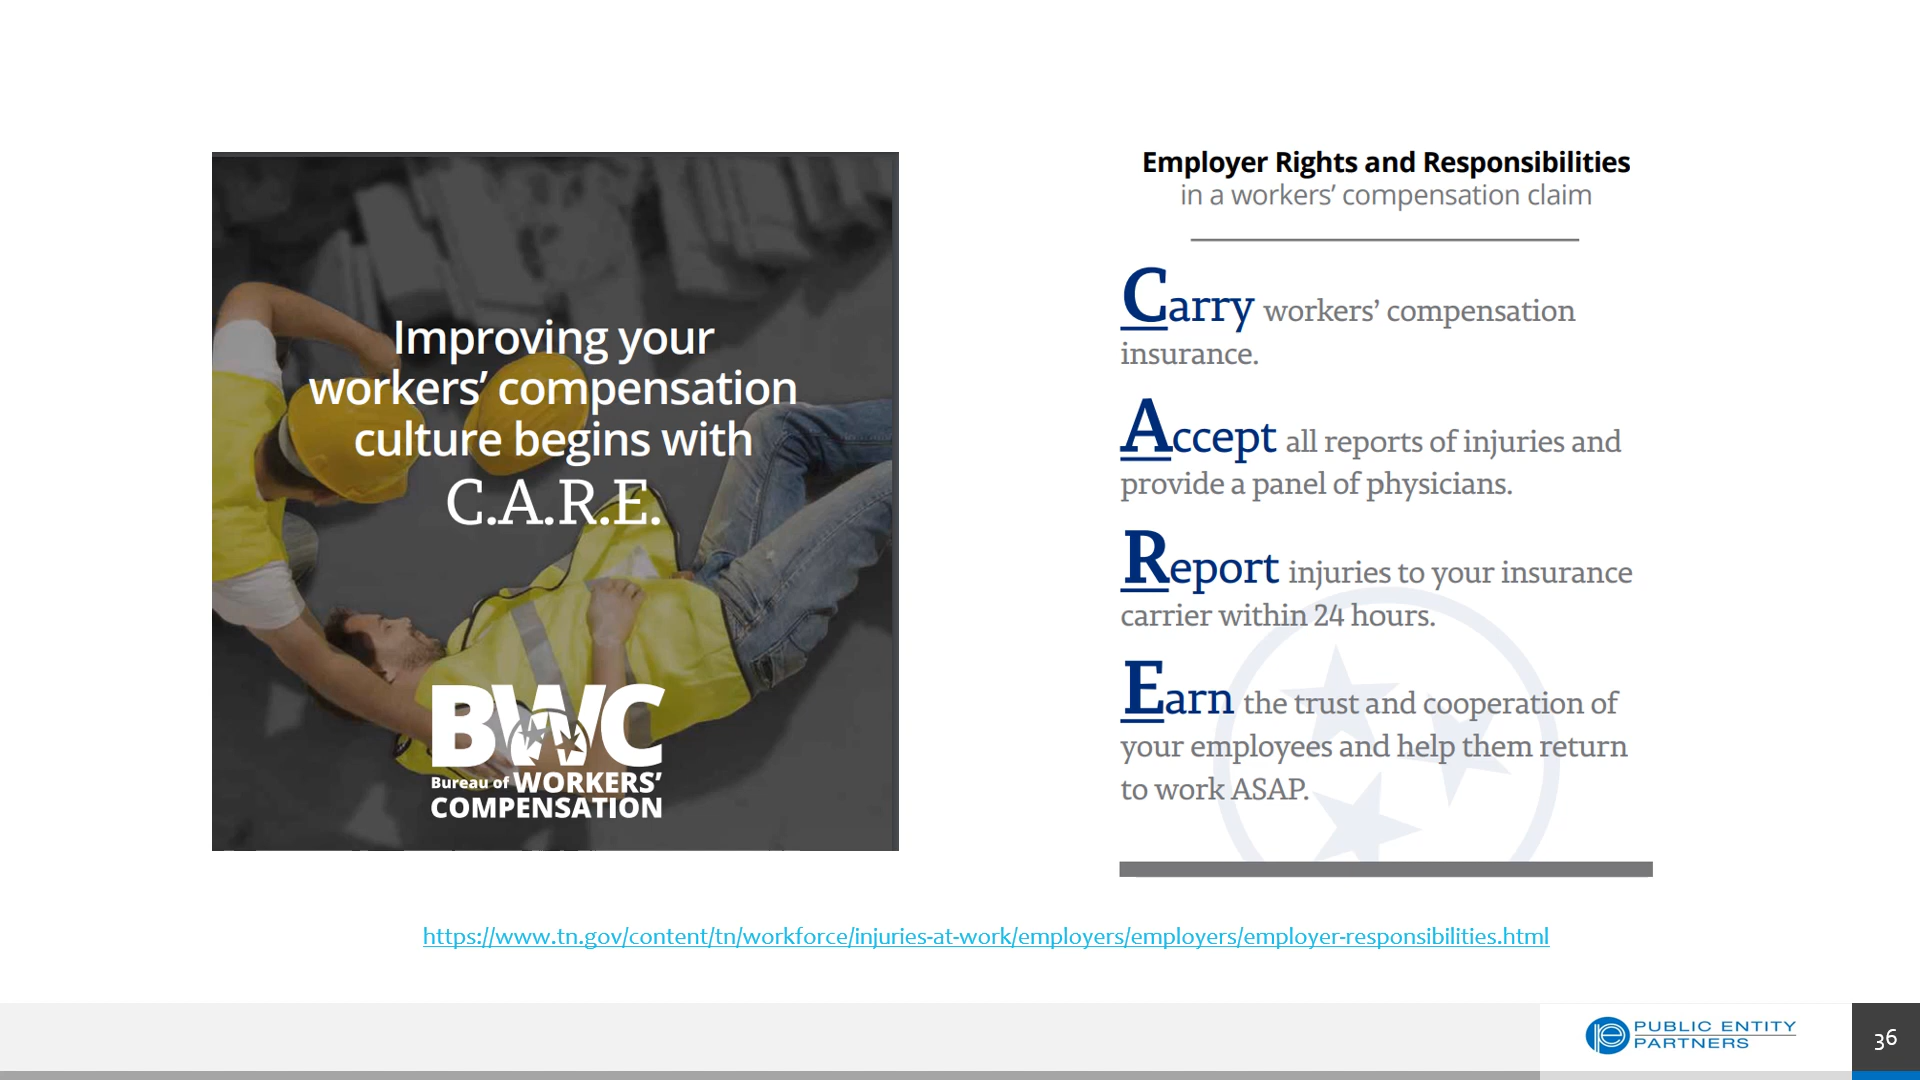 Improving your
workers’ compensation
culture begins with
C.A.R.E.
BWC
Bureau of WORKERS’
COMPENSATION
Employer Rights and Responsibilities
in a workers’ compensation claim
Carry workers’ compensation
insurance.
Accept all reports of injuries and
provide a panel of physicians.
Report injuries to your insurance
carrier within 24 hours.
Earn the trust and cooperation of
your employees and help them return
to work ASAP.
https://www.tn.gov/content/tn/workforce/injuries-at-work/employers/employers/employer-responsibilities.html
pe PUBLIC ENTITY
PARTNERS
36